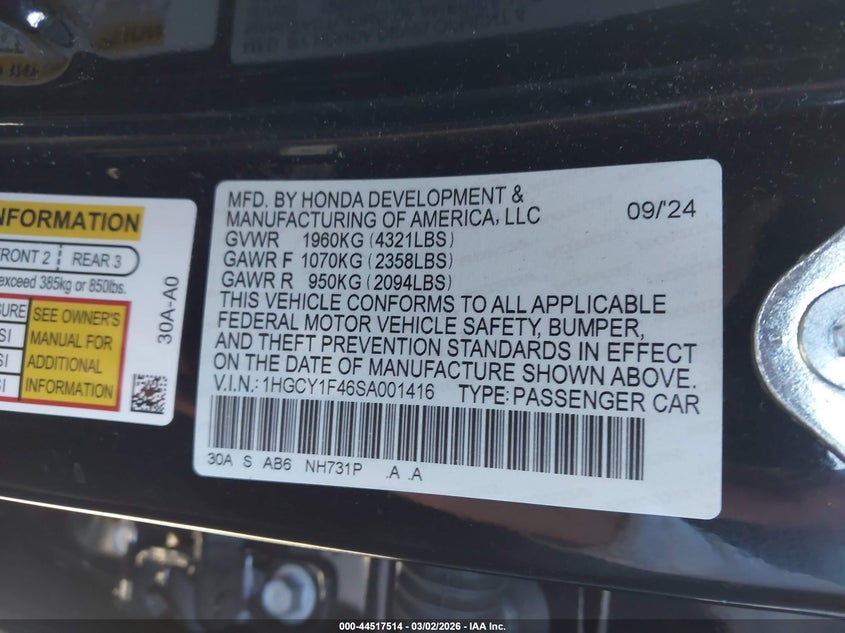 NFORMATION
FRONT 2 REAR 3
exceed 385kg or 850lbs.
SEE OWNER'S
MANUAL FOR
ADDITIONAL
INFORMATION
30A-A0
MFD. BY HONDA DEVELOPMENT &
MANUFACTURING OF AMERICA, LLC 09/'24
GVWR 1960KG (4321LBS)
GAWR F 1070KG (2358LBS)
GAWR R 950KG (2094LBS)
THIS VEHICLE CONFORMS TO ALL APPLICABLE
FEDERAL MOTOR VEHICLE SAFETY, BUMPER,
AND THEFT PREVENTION STANDARDS IN EFFECT
ON THE DATE OF MANUFACTURE SHOWN ABOVE.
V.I.N.: 1HGCY1F46SA001416 TYPE: PASSENGER CAR
30A S AB6 NH731P .A .A
000-44517514 - 03/02/2026 - IAA Inc.